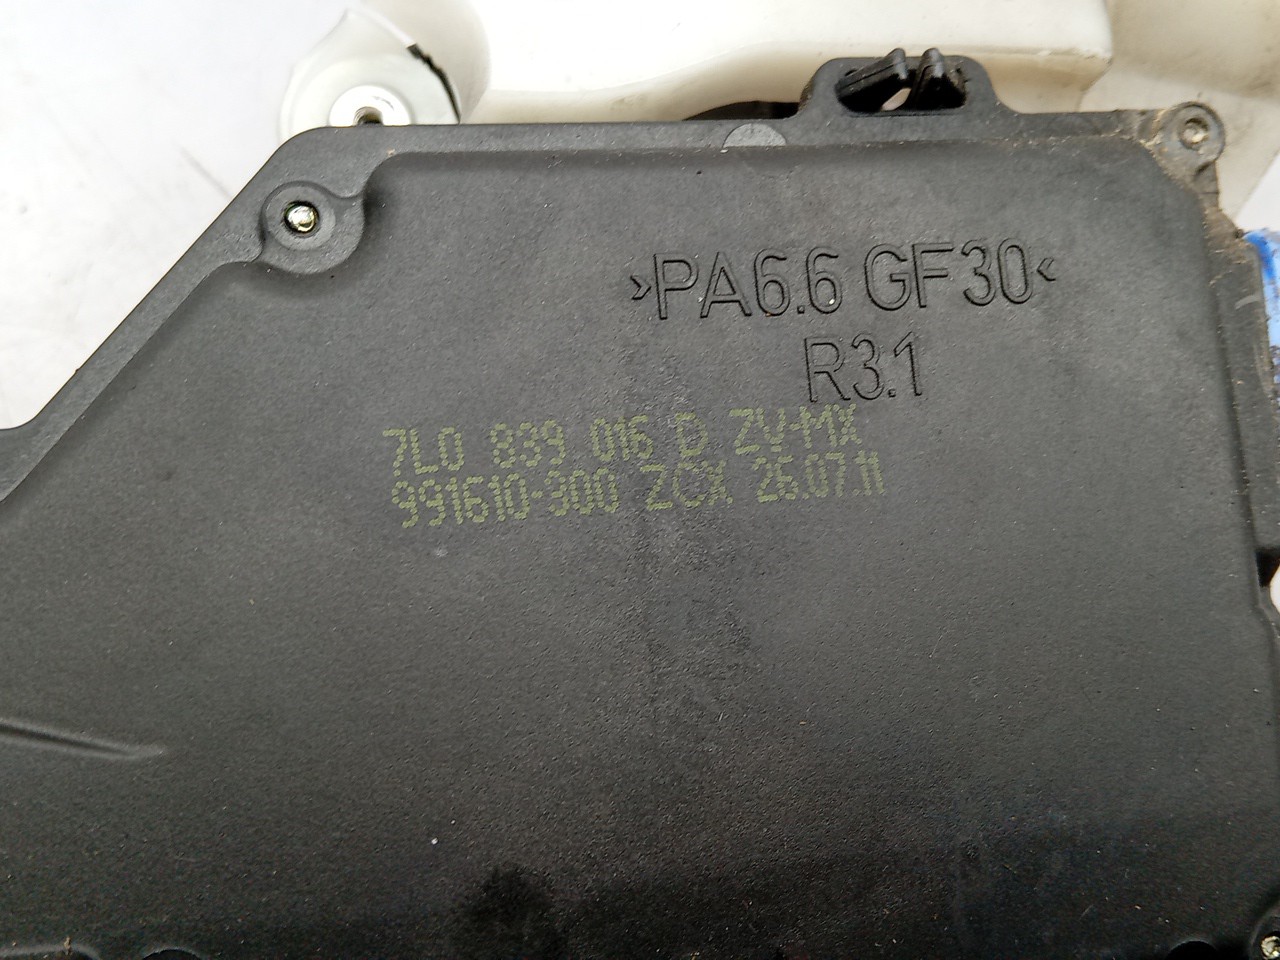 >PA6.6 GF30<
R3.1
7L0 839 016 D ZV-MX
991610-300 ZCX 26.07.11